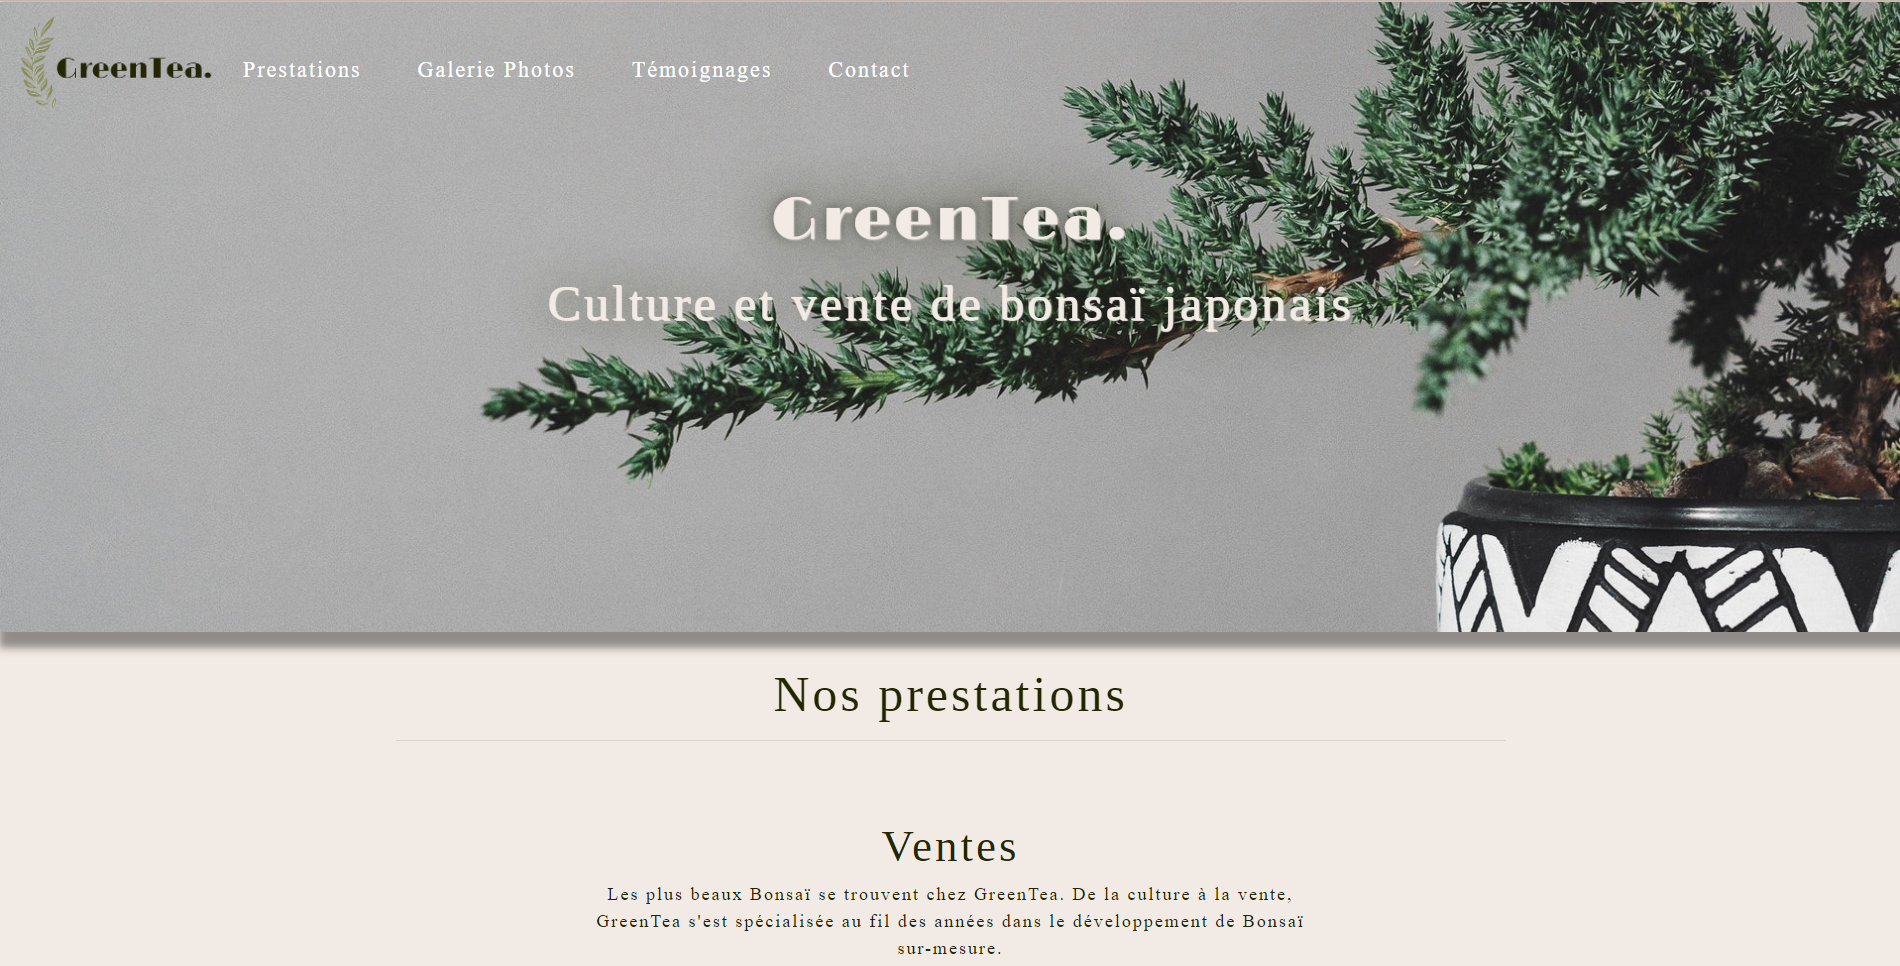 GreenTea.
Prestations
Galerie Photos
Témoignages
Contact
GreenTea.
Culture et vente de bonsaï japonais
Nos prestations
Ventes
Les plus beaux Bonsaï se trouvent chez GreenTea. De la culture à la vente,
GreenTea s'est spécialisée au fil des années dans le développement de Bonsaï
sur-mesure.